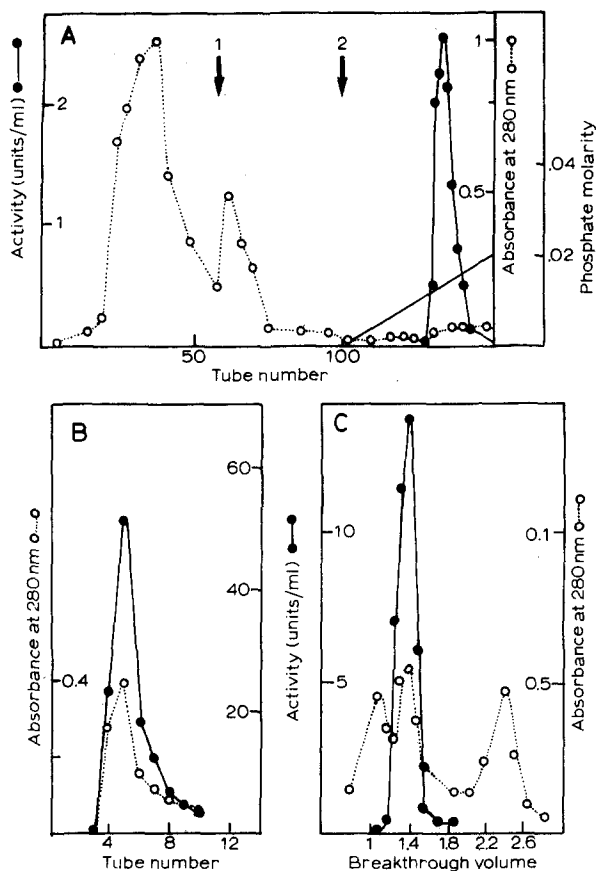 A
1
2
1
2
1
0.5
.04
.02
50
100
Activity (units/ml)
Absorbance at 280 nm
Phosphate molarity
Tube number
B
60
40
20
0.4
4
8
12
Absorbance at 280 nm
Activity (units/ml)
Tube number
C
10
5
0.1
0.5
1
1.4
1.8
2.2
2.6
Absorbance at 280 nm
Breakthrough volume